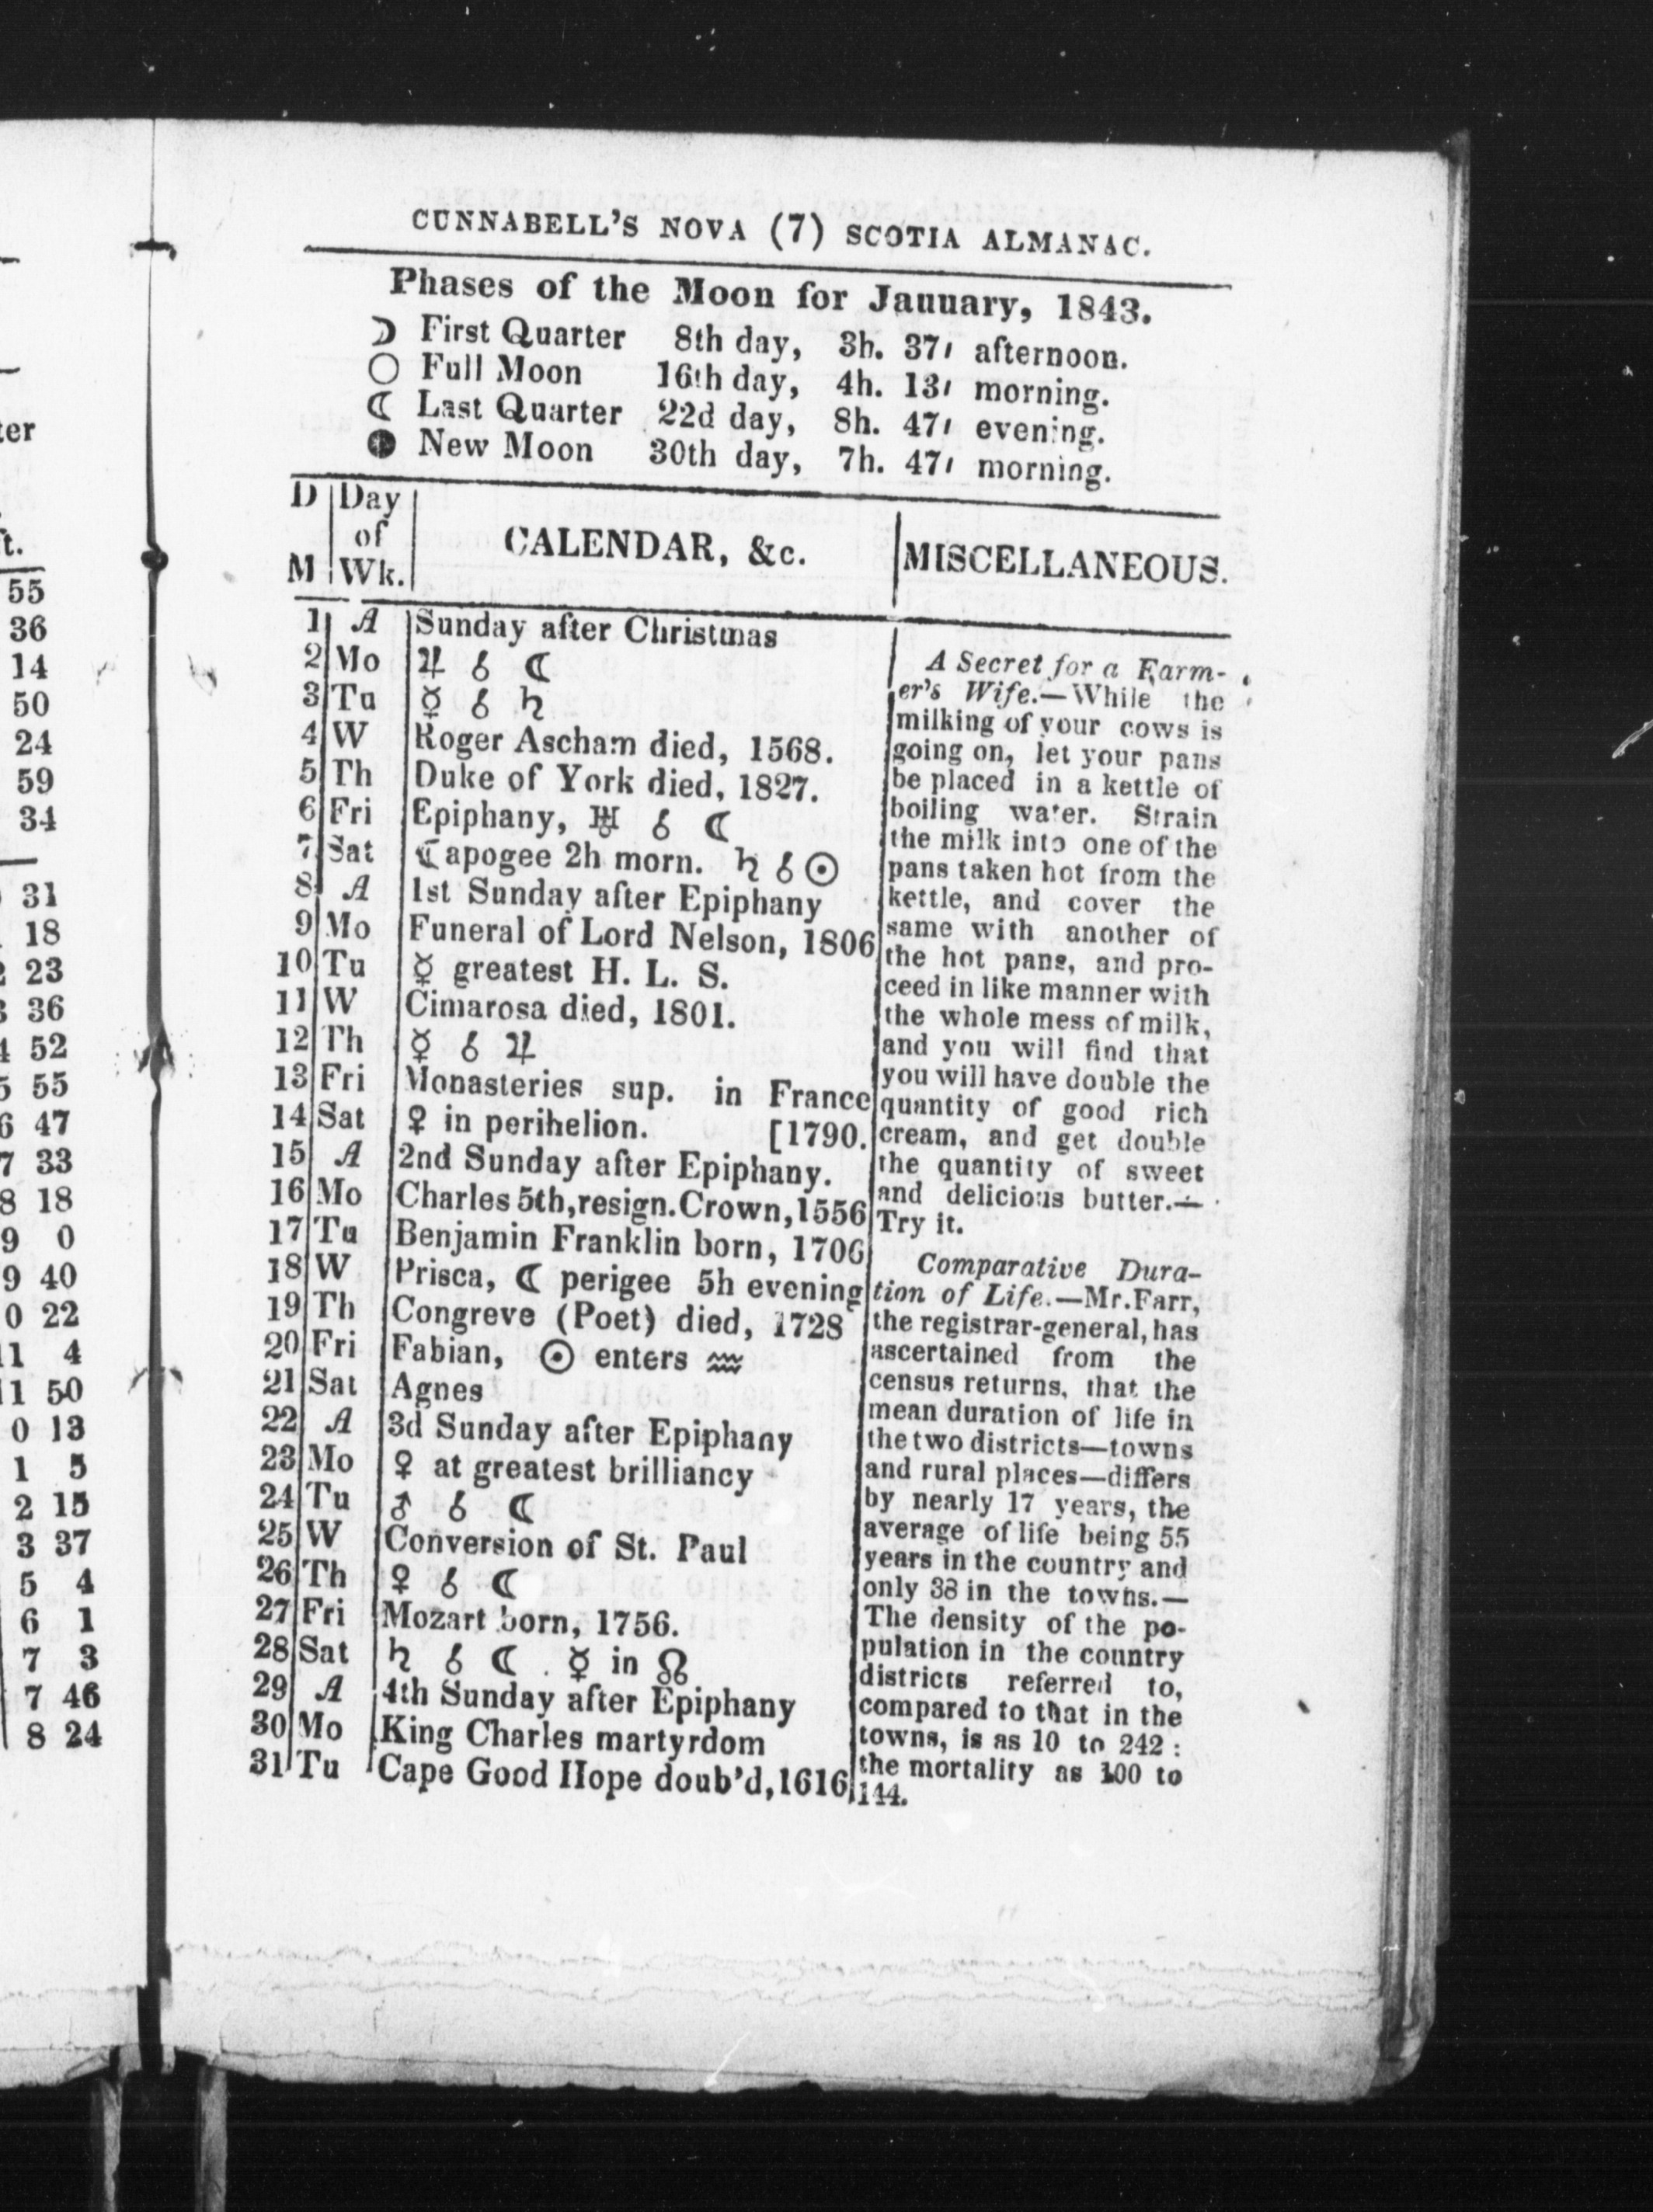 CUNNABELL'S NOVA (7) SCOTIA ALMANAC.
Phases of the Moon for January, 1843.
☽ First Quarter 8th day, 3h. 37′ afternoon.
○ Full Moon 16th day, 4h. 13′ morning.
☾ Last Quarter 22d day, 8h. 47′ evening.
● New Moon 30th day, 7h. 47′ morning.
D Day
of
M Wk.
CALENDAR, &c.
1 A Sunday after Christmas
2 Mo ♃ ☌ ☾
3 Tu ☿ ☌ ♄
4 W Roger Ascham died, 1568.
5 Th Duke of York died, 1827.
6 Fri Epiphany, ♅ ☌ ☾
7 Sat ☾ apogee 2h morn. ♄ ☌ ☉
8 A 1st Sunday after Epiphany
9 Mo Funeral of Lord Nelson, 1806
10 Tu ☿ greatest H. L. S.
11 W Cimarosa died, 1801.
12 Th ☿ ☌ ♃
13 Fri Monasteries sup. in France
14 Sat ♀ in perihelion. [1790.
15 A 2nd Sunday after Epiphany.
16 Mo Charles 5th, resign. Crown, 1556
17 Tu Benjamin Franklin born, 1706
18 W Prisca, ☾ perigee 5h evening
19 Th Congreve (Poet) died, 1728
20 Fri Fabian, ☉ enters ♒
21 Sat Agnes
22 A 3d Sunday after Epiphany
23 Mo ♀ at greatest brilliancy
24 Tu ♂ ☌ ☾
25 W Conversion of St. Paul
26 Th ♀ ☌ ☾
27 Fri Mozart born, 1756.
28 Sat ♄ ☌ ☾ . ☿ in ☊
29 A 4th Sunday after Epiphany
30 Mo King Charles martyrdom
31 Tu Cape Good Hope doub'd, 1616
MISCELLANEOUS.
A Secret for a Farm-
er's Wife.—While the
milking of your cows is
going on, let your pans
be placed in a kettle of
boiling water. Strain
the milk into one of the
pans taken hot from the
kettle, and cover the
same with another of
the hot pans, and pro-
ceed in like manner with
the whole mess of milk,
and you will find that
you will have double the
quantity of good rich
cream, and get double
the quantity of sweet
and delicious butter.—
Try it.
Comparative Dura-
tion of Life.—Mr. Farr,
the registrar-general, has
ascertained from the
census returns, that the
mean duration of life in
the two districts—towns
and rural places—differs
by nearly 17 years, the
average of life being 55
years in the country and
only 38 in the towns.—
The density of the po-
pulation in the country
districts referred to,
compared to that in the
towns, is as 10 to 242 :
the mortality as 100 to
144.